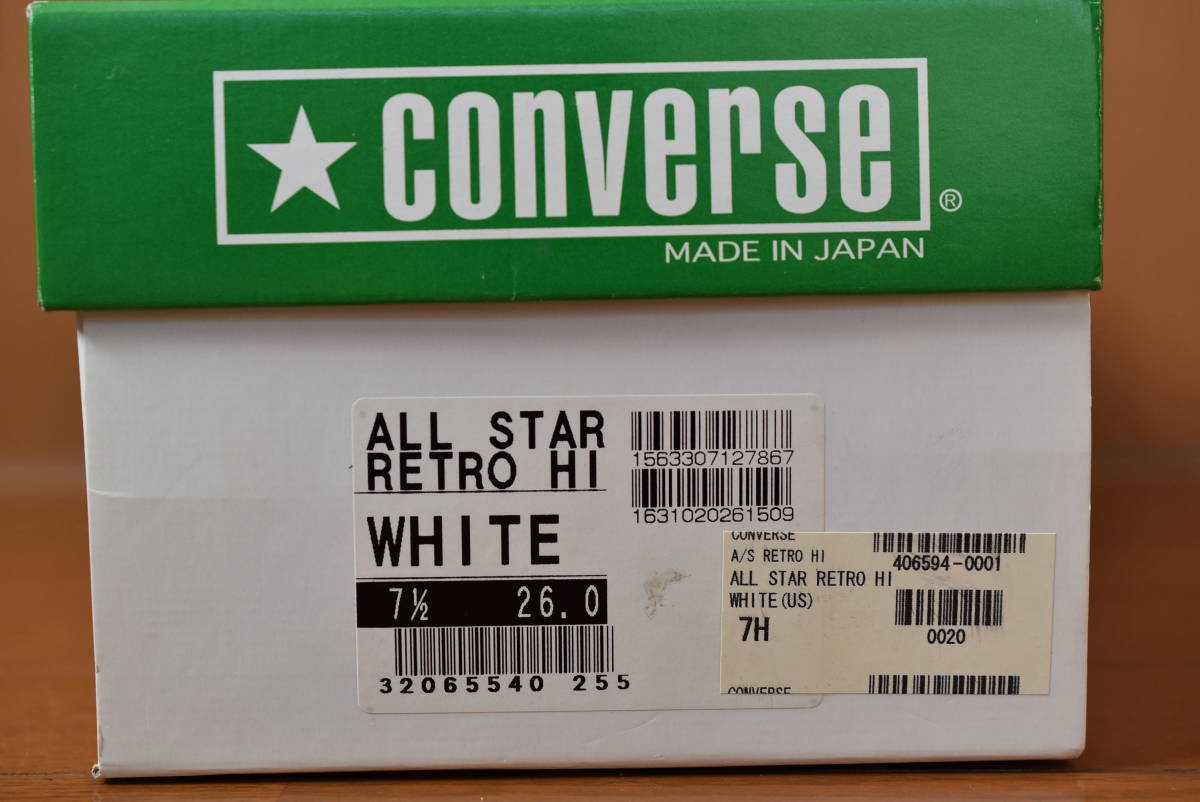 ★ converse ®
MADE IN JAPAN
ALL STAR
RETRO HI
WHITE
7½ 26.0
32065540 255
1563307127867
1631020261509
CONVERSE
A/S RETRO HI
406594-0001
ALL STAR RETRO HI
WHITE(US)
7H
0020
CONVERSE